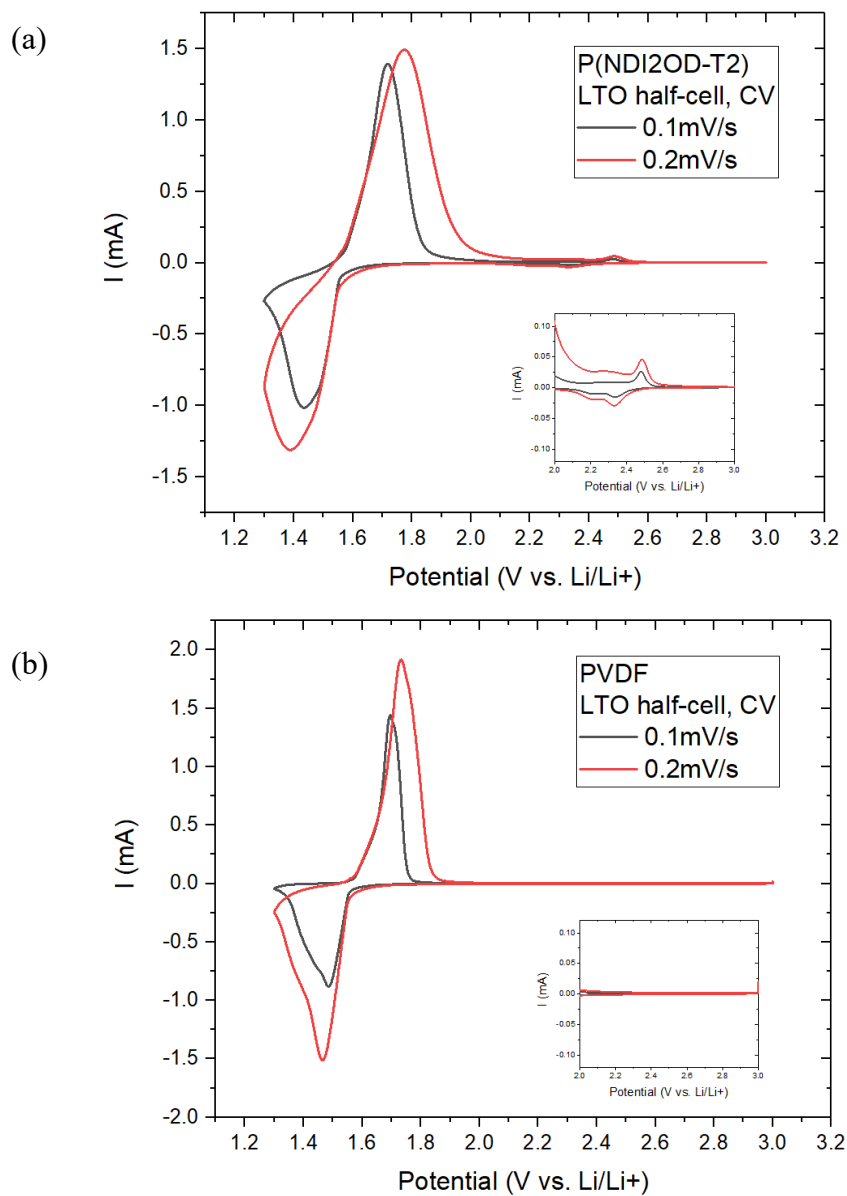 (a)
P(NDI2OD-T2)
LTO half-cell, CV
0.1mV/s
0.2mV/s
I (mA)
1.5
1.0
0.5
0.0
-0.5
-1.0
-1.5
1.2 1.4 1.6 1.8 2.0 2.2 2.4 2.6 2.8 3.0 3.2
Potential (V vs. Li/Li+)
I (mA)
0.10
0.05
0.00
-0.05
-0.10
2.0 2.2 2.4 2.6 2.8 3.0
Potential (V vs. Li/Li+)
(b)
PVDF
LTO half-cell, CV
0.1mV/s
0.2mV/s
I (mA)
2.0
1.5
1.0
0.5
0.0
-0.5
-1.0
-1.5
-2.0
1.2 1.4 1.6 1.8 2.0 2.2 2.4 2.6 2.8 3.0 3.2
Potential (V vs. Li/Li+)
I (mA)
0.10
0.05
0.00
-0.05
-0.10
2.0 2.2 2.4 2.6 2.8 3.0
Potential (V vs. Li/Li+)